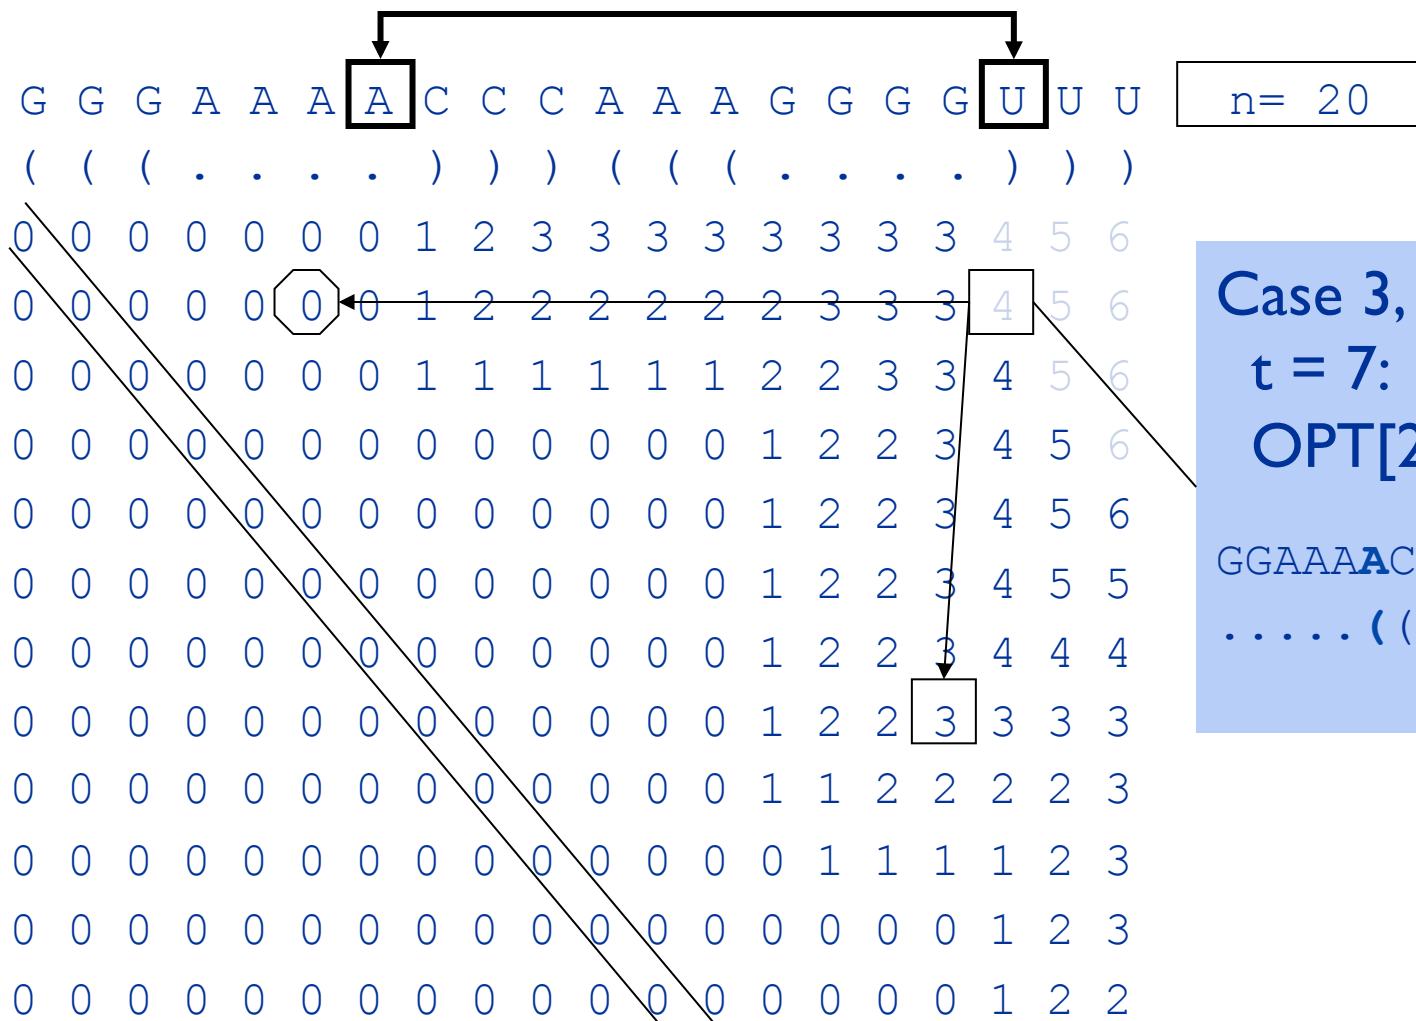 G G G A A A A C C C A A A G G G G U U U n= 20
( ( ( . . . . ) ) ) ( ( ( . . . . ) ) )
0 0 0 0 0 0 0 1 2 3 3 3 3 3 3 3 3 4 5 6
0 0 0 0 0 0 0 1 2 2 2 2 2 2 3 3 3 4 5 6
0 0 0 0 0 0 0 1 1 1 1 1 1 2 2 3 3 4 5 6
0 0 0 0 0 0 0 0 0 0 0 0 0 1 2 2 3 4 5 6
0 0 0 0 0 0 0 0 0 0 0 0 0 1 2 2 3 4 5 6
0 0 0 0 0 0 0 0 0 0 0 0 0 1 2 2 3 4 5 5
0 0 0 0 0 0 0 0 0 0 0 0 0 1 2 2 3 4 4 4
0 0 0 0 0 0 0 0 0 0 0 0 0 1 2 2 3 3 3 3
0 0 0 0 0 0 0 0 0 0 0 0 0 1 1 2 2 2 2 3
0 0 0 0 0 0 0 0 0 0 0 0 0 0 1 1 1 1 2 3
0 0 0 0 0 0 0 0 0 0 0 0 0 0 0 0 0 1 2 3
0 0 0 0 0 0 0 0 0 0 0 0 0 0 0 0 0 1 2 2
Case 3,
t = 7:
OPT[2
GGAAAAC
.....((